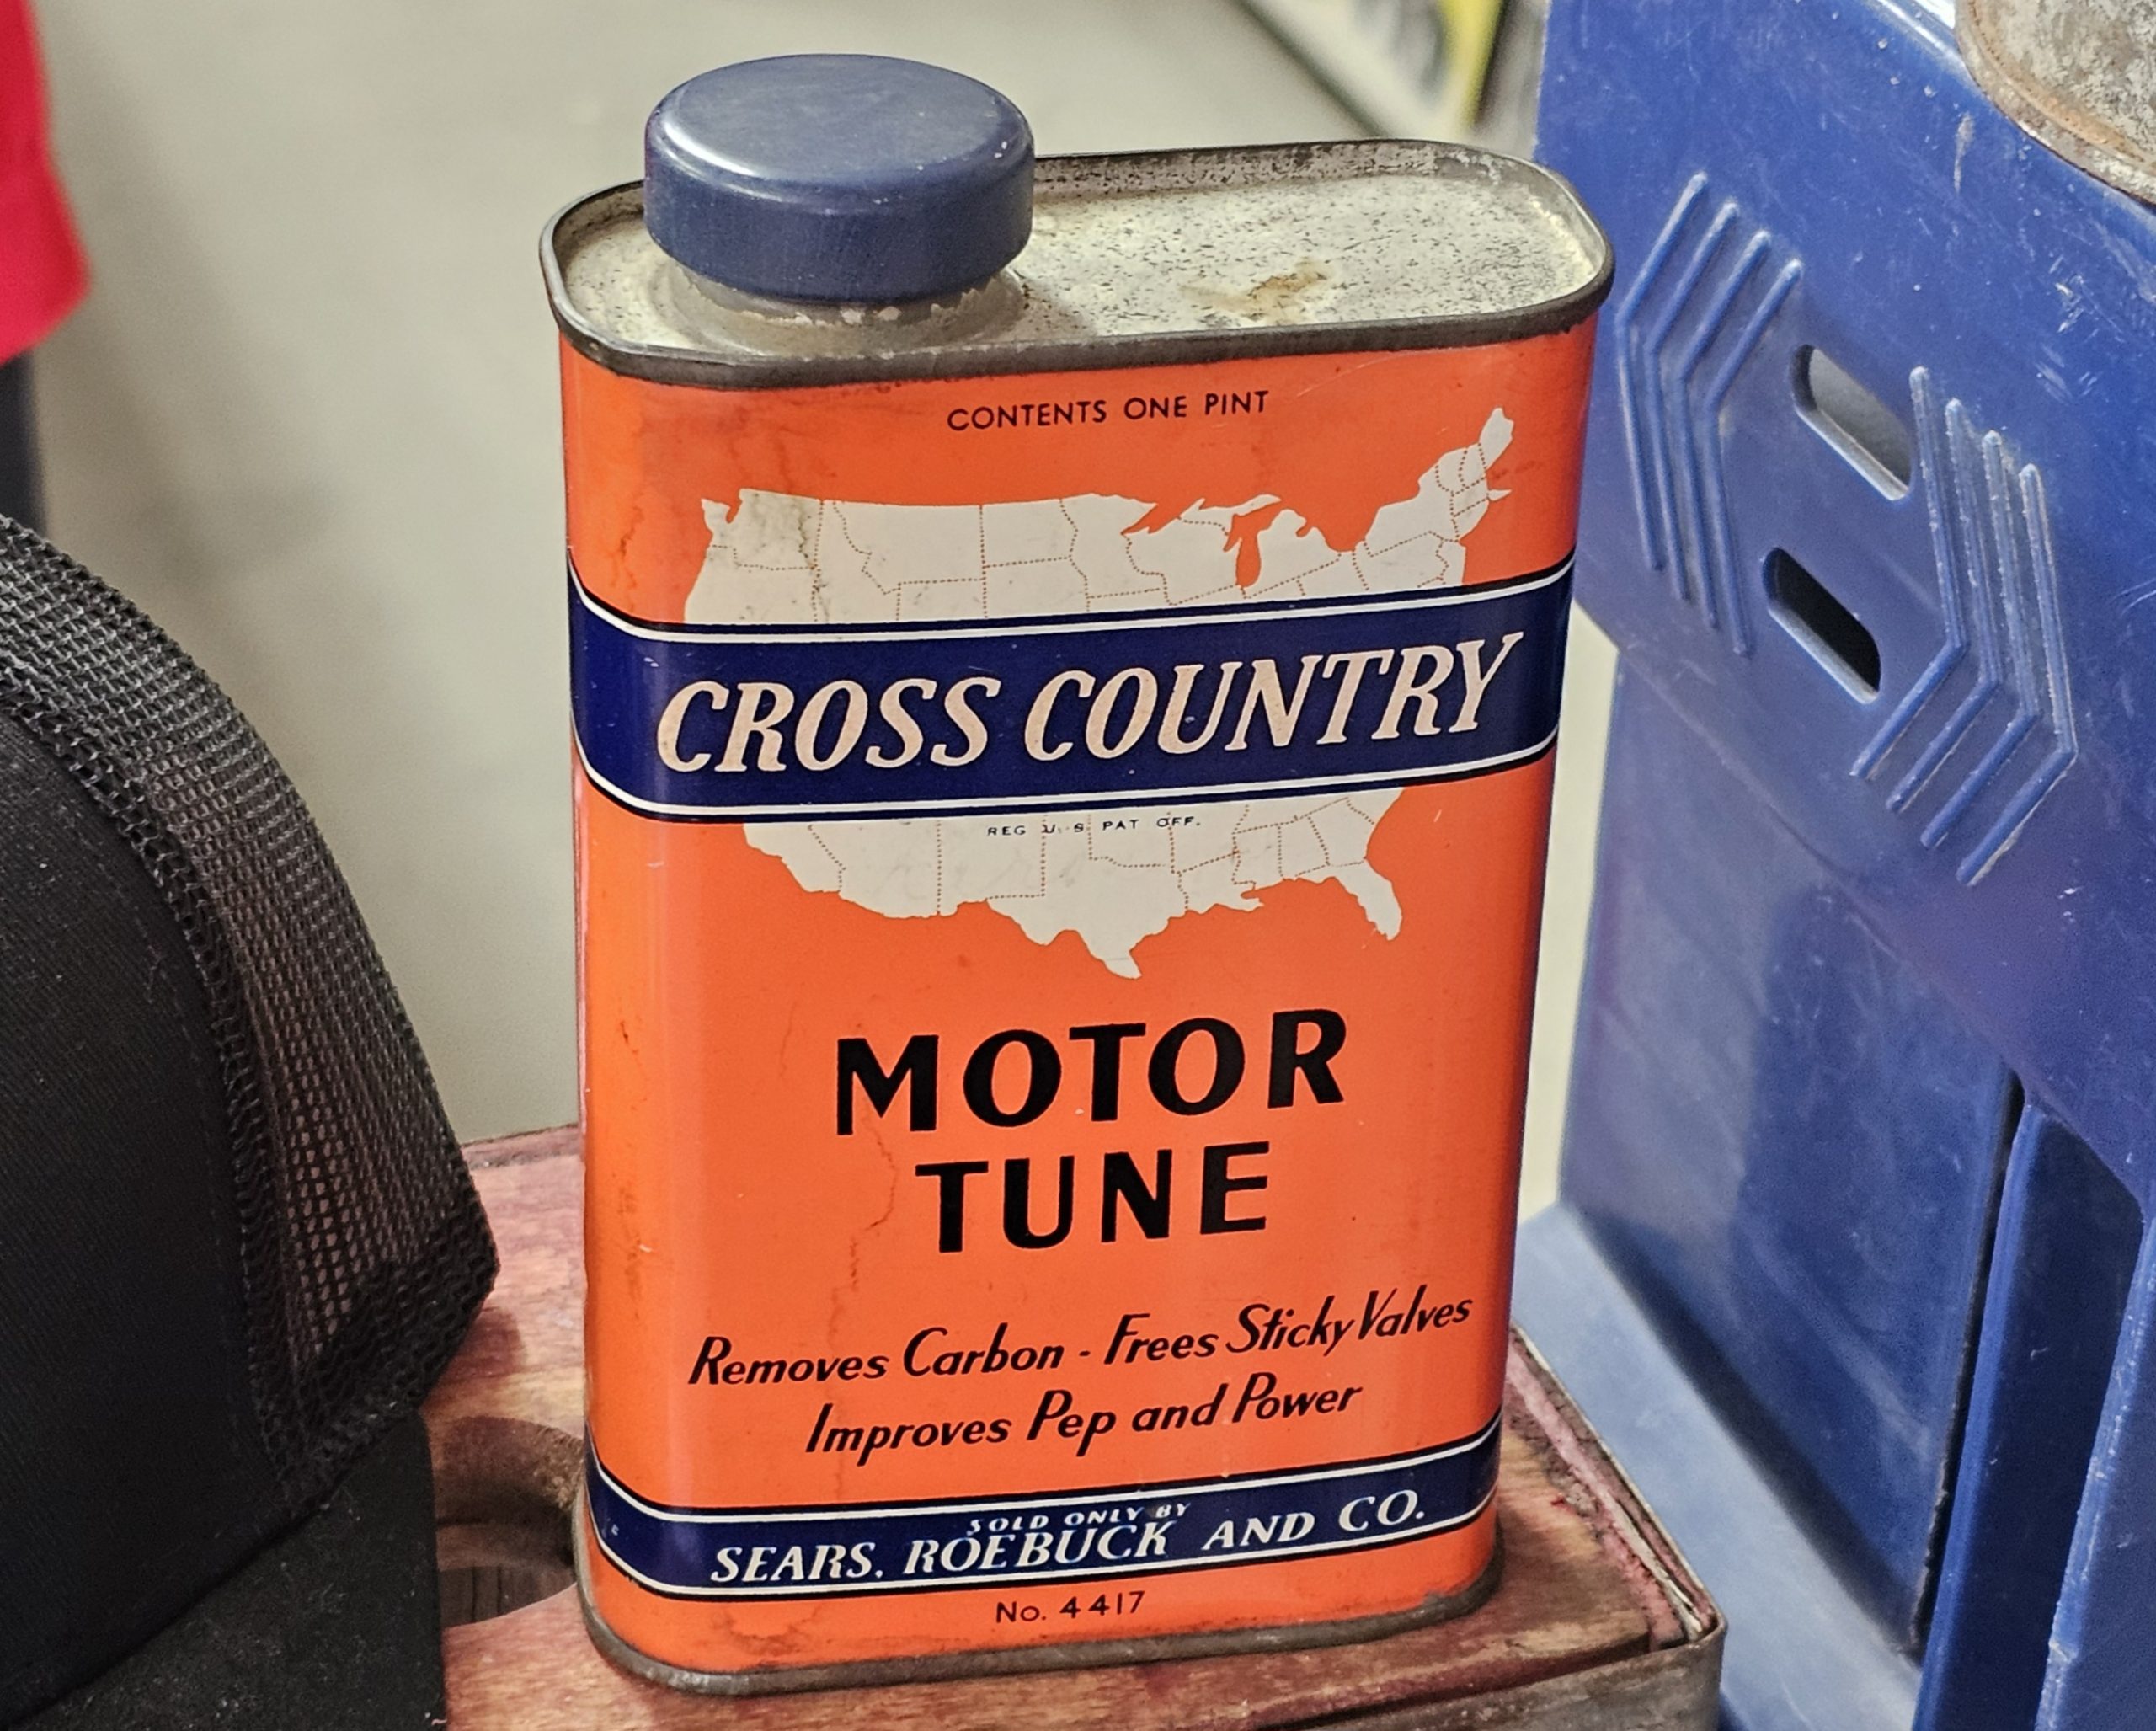 CONTENTS ONE PINT
CROSS COUNTRY
REG U S PAT OFF.
MOTOR
TUNE
Removes Carbon - Frees Sticky Valves
Improves Pep and Power
SOLD ONLY BY
SEARS. ROEBUCK AND CO.
No. 4417